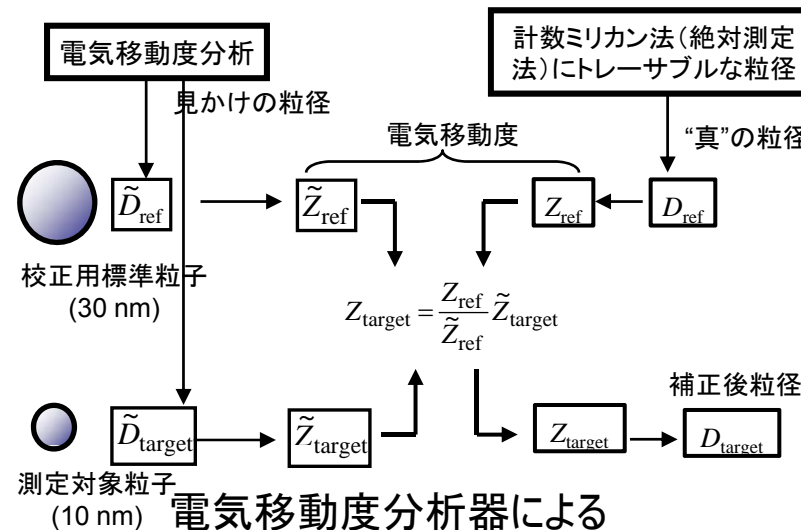 電気移動度分析
計数ミリカン法(絶対測定
法)にトレーサブルな粒径
見かけの粒径
電気移動度
“真”の粒径
D̃ref
Z̃ref
Zref
Dref
校正用標準粒子
(30 nm)
Ztarget = Zref / Z̃ref Z̃target
補正後粒径
D̃target
Z̃target
Ztarget
Dtarget
測定対象粒子
(10 nm)
電気移動度分析器による